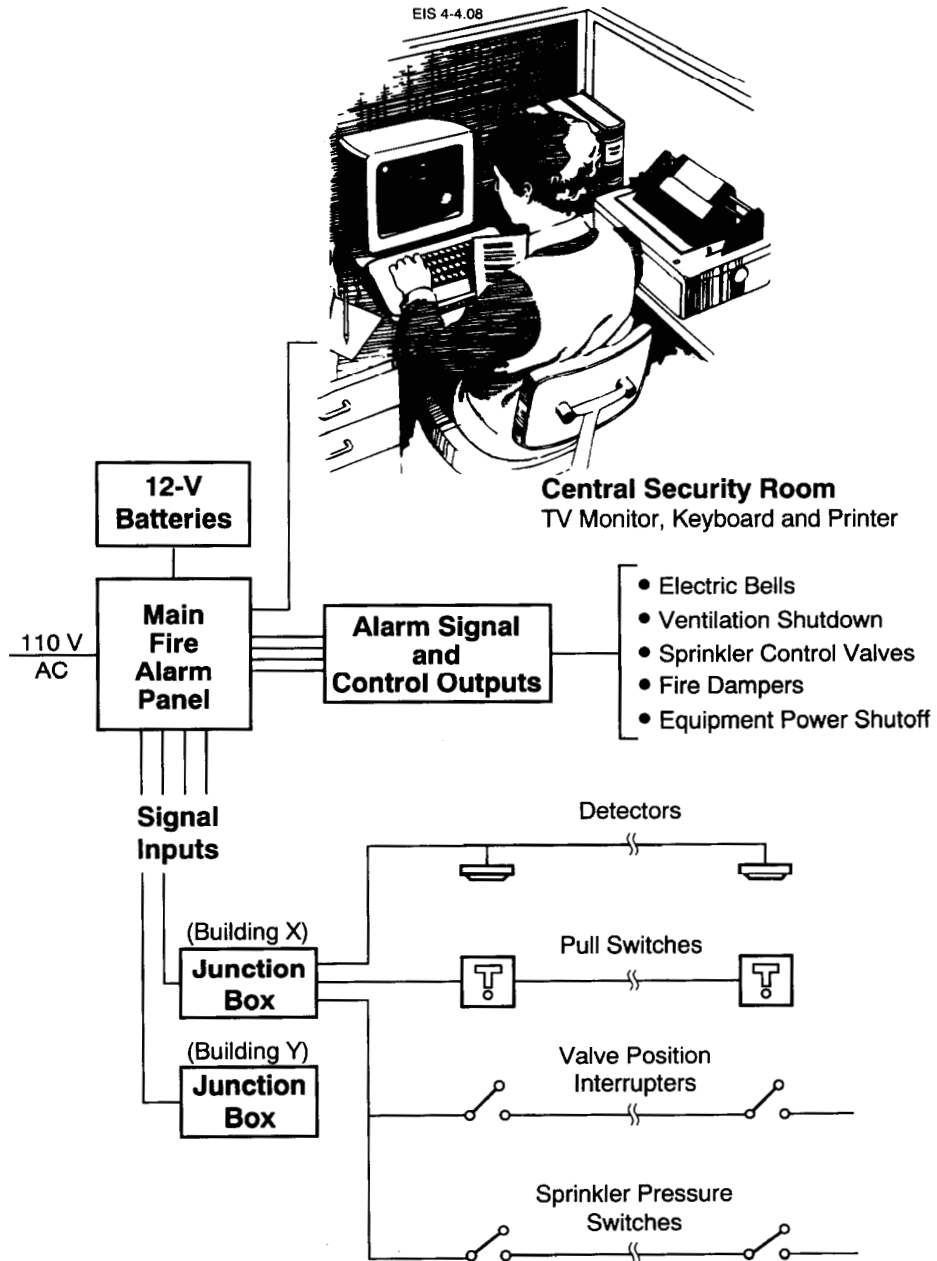 EIS 4-4.08
Central Security Room
TV Monitor, Keyboard and Printer
12-V
Batteries
110 V
AC
Main
Fire
Alarm
Panel
Alarm Signal
and
Control Outputs
• Electric Bells
• Ventilation Shutdown
• Sprinkler Control Valves
• Fire Dampers
• Equipment Power Shutoff
Signal
Inputs
(Building X)
Junction
Box
(Building Y)
Junction
Box
Detectors
Pull Switches
Valve Position
Interrupters
Sprinkler Pressure
Switches